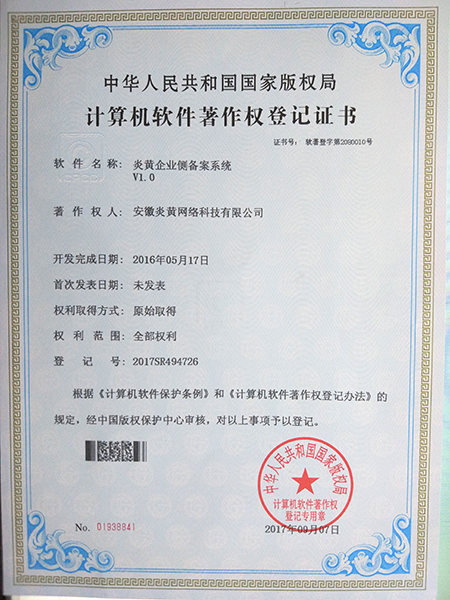 中华人民共和国国家版权局
计算机软件著作权登记证书
证书号: 软著登字第2080010号
软件名称: 炎黄企业侧备案系统
V1.0
著作权人: 安徽炎黄网络科技有限公司
开发完成日期: 2016年05月17日
首次发表日期: 未发表
权利取得方式: 原始取得
权利范围: 全部权利
登记号: 2017SR494726
根据《计算机软件保护条例》和《计算机软件著作权登记办法》的
规定，经中国版权保护中心审核，对以上事项予以登记。
中华人民共和国国家版权局
计算机软件著作权
登记专用章
No. 01938841
2017年09月07日